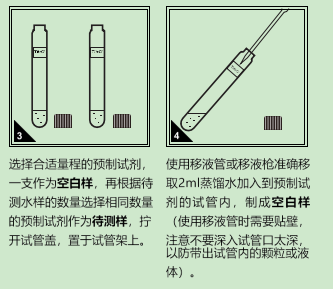 3
选择合适量程的预制试剂，
一支作为空白样，再根据待
测水样的数量选择相同数量
的预制试剂作为待测样，拧
开试管盖，置于试管架上。
4
使用移液管或移液枪准确移
取2ml蒸馏水加入到预制试
剂的试管内，制成空白样
（使用移液管时需要贴壁，
注意不要深入试管口太深，
以防带出试管内的颗粒或液
体）。